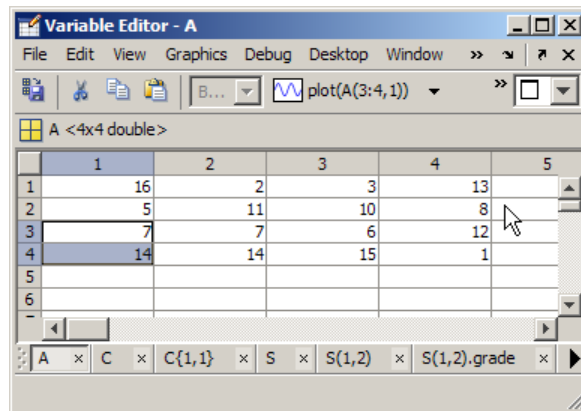 Variable Editor - A
File Edit View Graphics Debug Desktop Window »
B... plot(A(3:4,1)) »
A <4x4 double>
1 2 3 4 5
1 16 2 3 13
2 5 11 10 8
3 7 7 6 12
4 14 14 15 1
5
6
A × C × C{1,1} × S × S(1,2) × S(1,2).grade ×